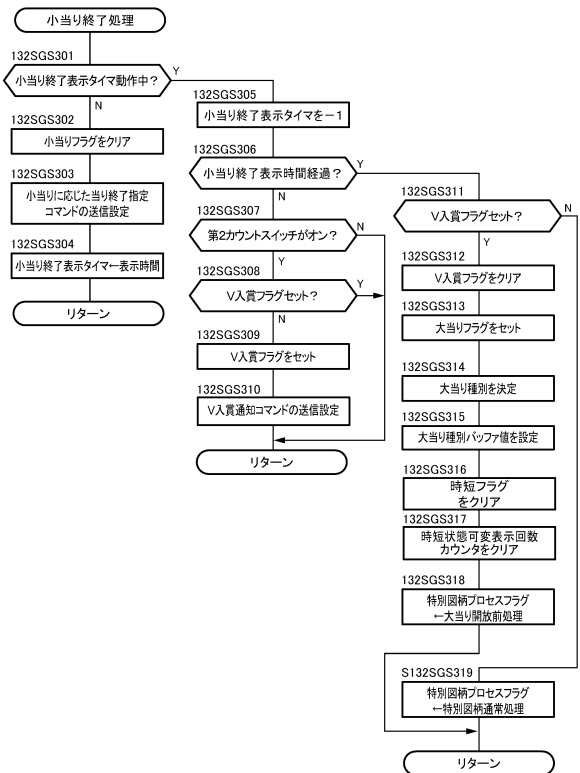 小当り終了処理
132SGS301
小当り終了表示タイマ動作中？
Y
N
132SGS302
小当りフラグをクリア
132SGS303
小当りに応じた当り終了指定
コマンドの送信設定
132SGS304
小当り終了表示タイマ←表示時間
リターン
132SGS305
小当り終了表示タイマを－1
132SGS306
小当り終了表示時間経過？
Y
N
132SGS307
第2カウントスイッチがオン？
N
Y
132SGS308
V入賞フラグセット？
Y
N
132SGS309
V入賞フラグをセット
132SGS310
V入賞通知コマンドの送信設定
リターン
132SGS311
V入賞フラグセット？
N
Y
132SGS312
V入賞フラグをクリア
132SGS313
大当りフラグをセット
132SGS314
大当り種別を決定
132SGS315
大当り種別バッファ値を設定
132SGS316
時短フラグ
をクリア
132SGS317
時短状態可変表示回数
カウンタをクリア
132SGS318
特別図柄プロセスフラグ
←大当り開放前処理
S132SGS319
特別図柄プロセスフラグ
←特別図柄通常処理
リターン